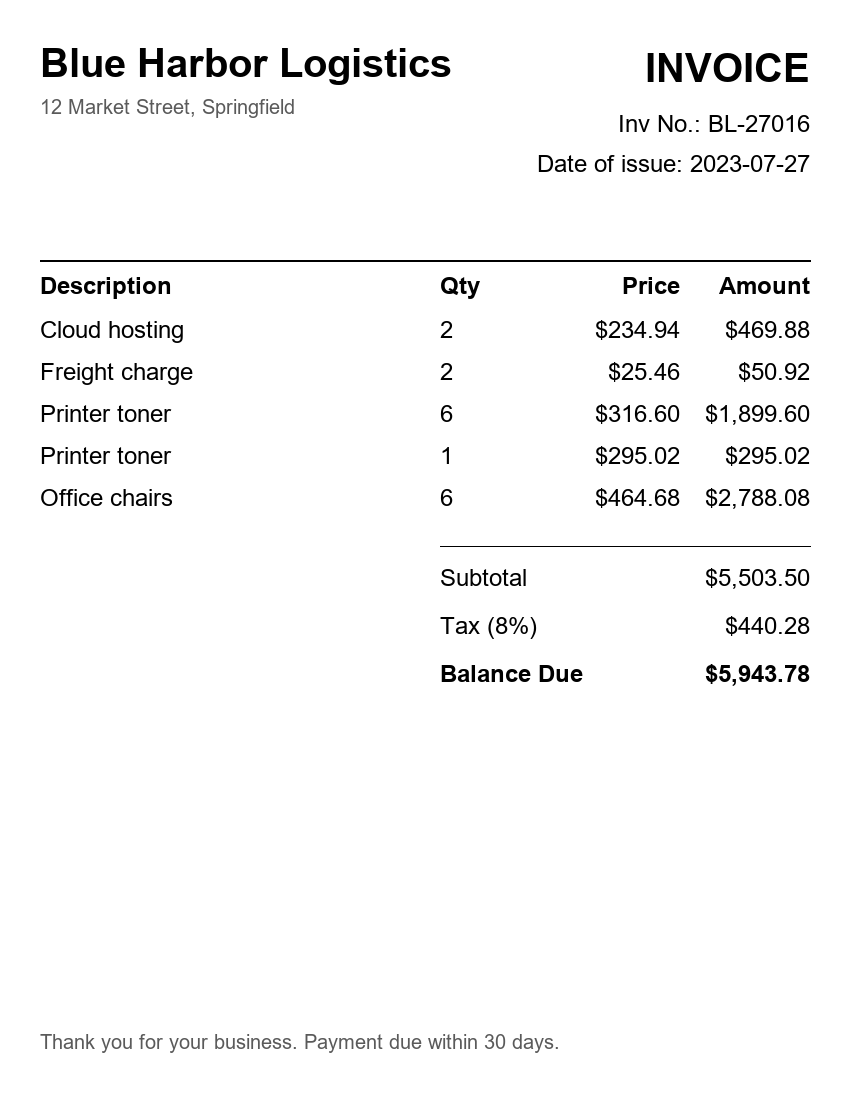 Blue Harbor Logistics
12 Market Street, Springfield
INVOICE
Inv No.: BL-27016
Date of issue: 2023-07-27
Description Qty Price Amount
Cloud hosting 2 $234.94 $469.88
Freight charge 2 $25.46 $50.92
Printer toner 6 $316.60 $1,899.60
Printer toner 1 $295.02 $295.02
Office chairs 6 $464.68 $2,788.08
Subtotal $5,503.50
Tax (8%) $440.28
Balance Due $5,943.78
Thank you for your business. Payment due within 30 days.